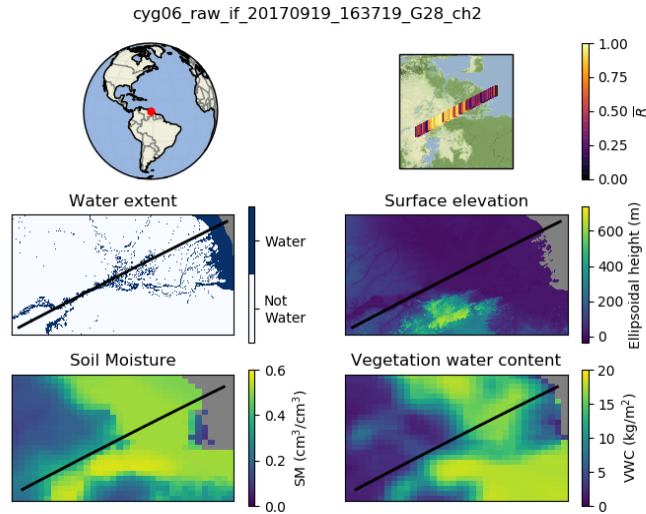 cyg06_raw_if_20170919_163719_G28_ch2
1.00
0.75
0.50
0.25
0.00
R̅
Water extent
Water
Not
Water
Surface elevation
600
400
200
0
Ellipsoidal height (m)
Soil Moisture
0.6
0.4
0.2
0.0
SM (cm³/cm³)
Vegetation water content
20
15
10
5
0
VWC (kg/m²)